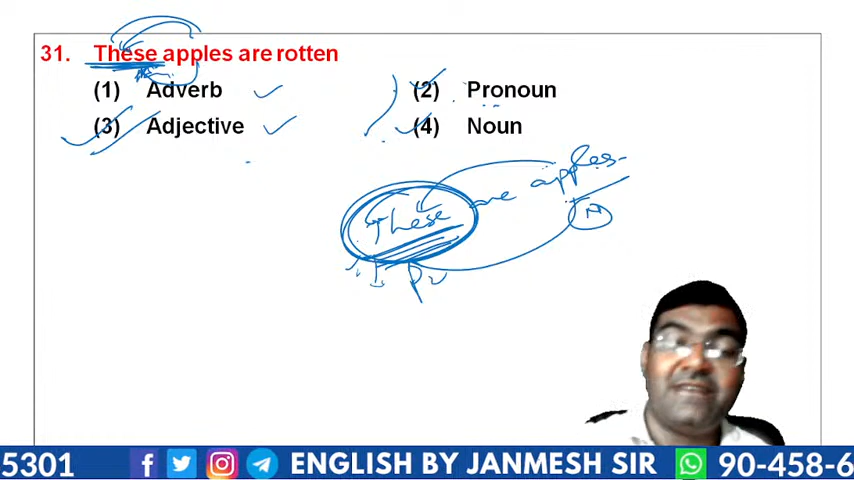 31. These apples are rotten
(1) Adverb (2) Pronoun
(3) Adjective (4) Noun
These are apples.
N
5301 ENGLISH BY JANMESH SIR 90-458-6